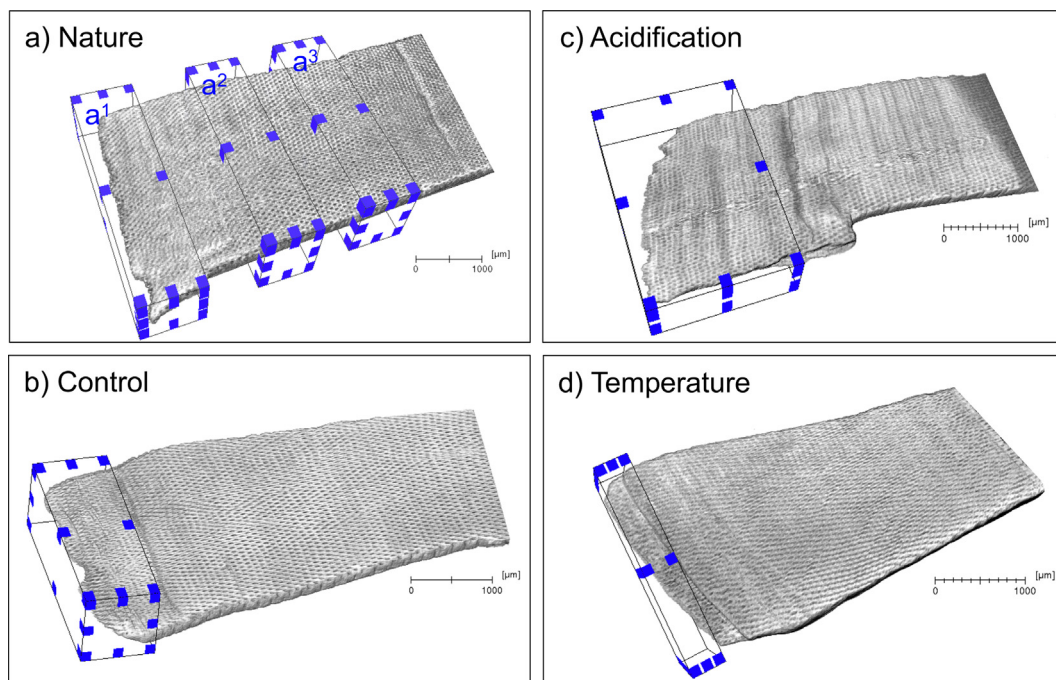 a) Nature
a¹
a²
a³
[µm]
0 1000
c) Acidification
[µm]
0 1000
b) Control
[µm]
0 1000
d) Temperature
[µm]
0 1000